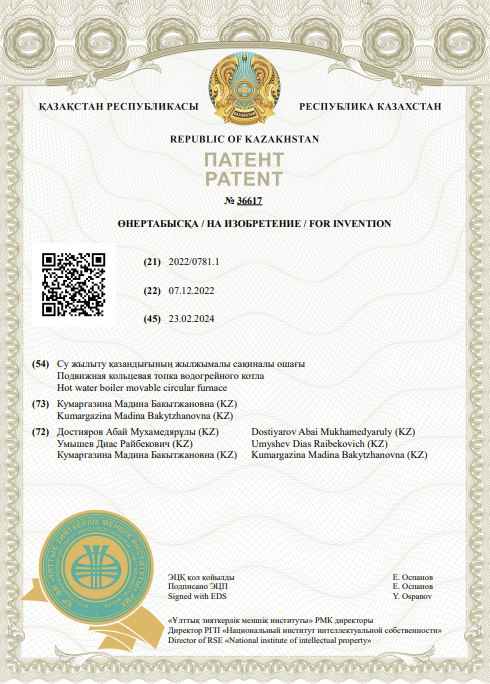 ҚАЗАҚСТАН РЕСПУБЛИКАСЫ
РЕСПУБЛИКА КАЗАХСТАН
REPUBLIC OF KAZAKHSTAN
ПАТЕНТ
PATENT
№ 36617
ӨНЕРТАБЫСҚА / НА ИЗОБРЕТЕНИЕ / FOR INVENTION
(21) 2022/0781.1
(22) 07.12.2022
(45) 23.02.2024
(54) Су жылыту қазандығының жылжымалы сақиналы ошағы
Подвижная кольцевая топка водогрейного котла
Hot water boiler movable circular furnace
(73) Кумаргазина Мадина Бакытжановна (KZ)
Kumargazina Madina Bakytzhanovna (KZ)
(72) Достияров Абай Мухамедярұлы (KZ) Dostiyarov Abai Mukhamedyaruly (KZ)
Умышев Диас Райбекович (KZ) Umyshev Dias Raibekovich (KZ)
Кумаргазина Мадина Бакытжановна (KZ) Kumargazina Madina Bakytzhanovna (KZ)
ЭЦҚ қол қойылды Е. Оспанов
Подписано ЭЦП Е. Оспанов
Signed with EDS Y. Ospanov
«Ұлттық зияткерлік меншік институты» РМК директоры
Директор РГП «Национальный институт интеллектуальной собственности»
Director of RSE «National institute of intellectual property»